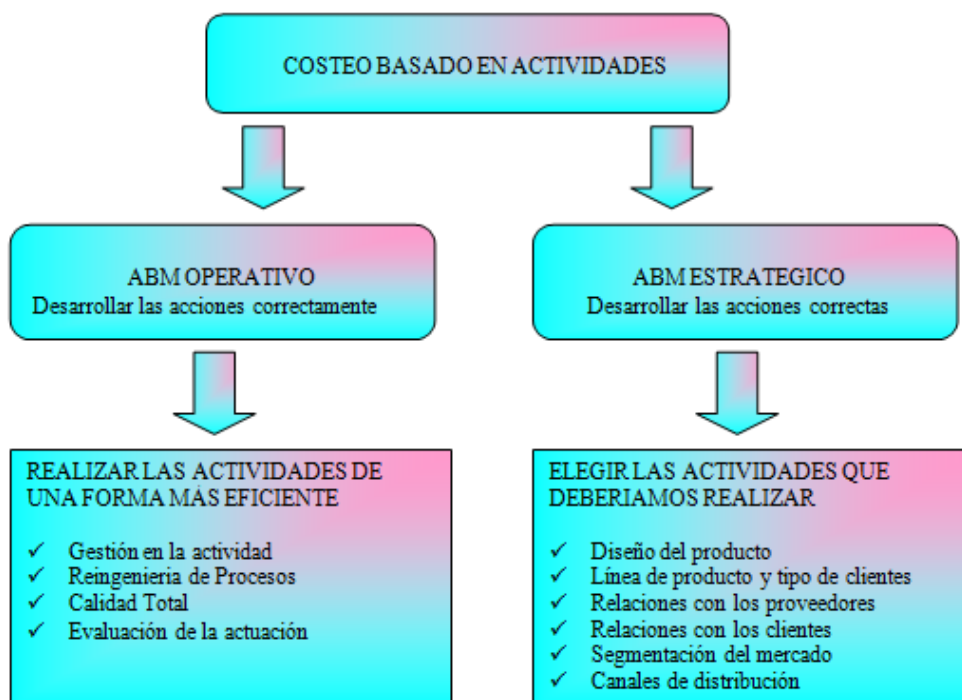 COSTEO BASADO EN ACTIVIDADES
ABM OPERATIVO
Desarrollar las acciones correctamente
ABM ESTRATEGICO
Desarrollar las acciones correctas
REALIZAR LAS ACTIVIDADES DE
UNA FORMA MÁS EFICIENTE
✓ Gestión en la actividad
✓ Reingenieria de Procesos
✓ Calidad Total
✓ Evaluación de la actuación
ELEGIR LAS ACTIVIDADES QUE
DEBERIAMOS REALIZAR
✓ Diseño del producto
✓ Línea de producto y tipo de clientes
✓ Relaciones con los proveedores
✓ Relaciones con los clientes
✓ Segmentación del mercado
✓ Canales de distribución